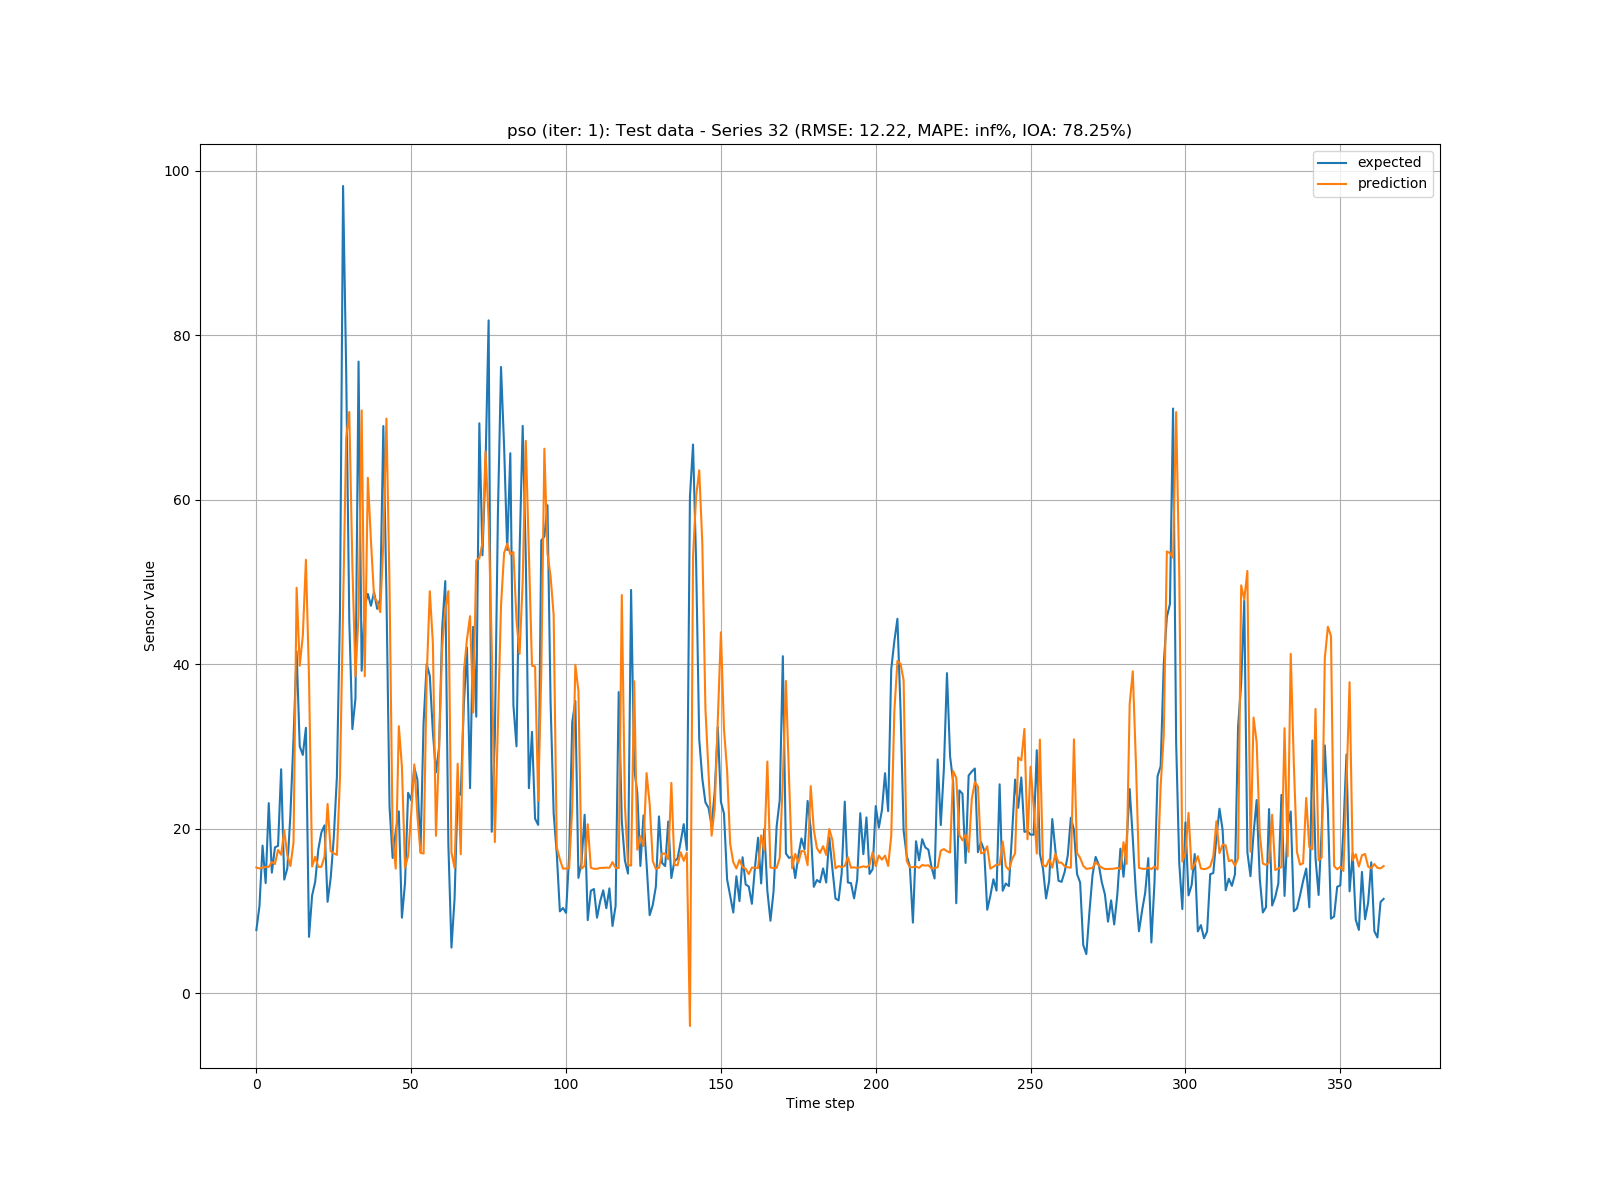 pso (iter: 1): Test data - Series 32 (RMSE: 12.22, MAPE: inf%, IOA: 78.25%)
expected
prediction
100
80
60
40
20
0
Sensor Value
0 50 100 150 200 250 300 350
Time step